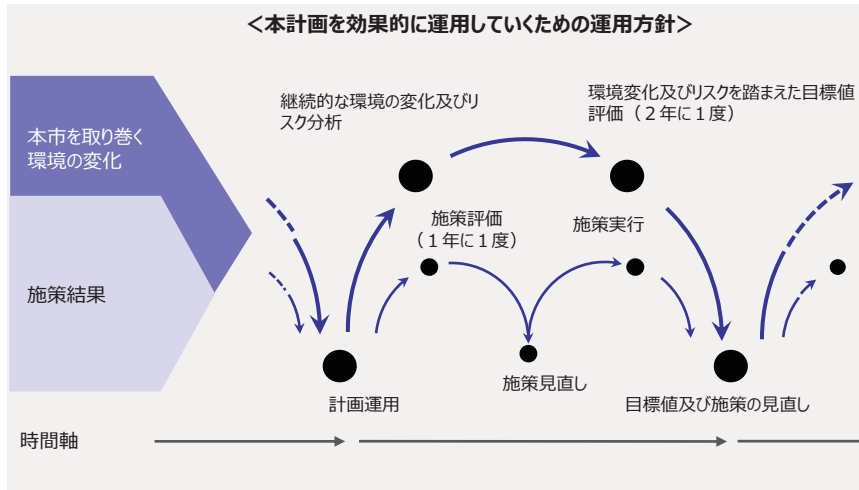 ＜本計画を効果的に運用していくための運用方針＞
本市を取り巻く
環境の変化
継続的な環境の変化及びリ
スク分析
環境変化及びリスクを踏まえた目標値
評価（２年に１度）
施策評価
（１年に１度）
施策実行
施策結果
施策見直し
計画運用
目標値及び施策の見直し
時間軸